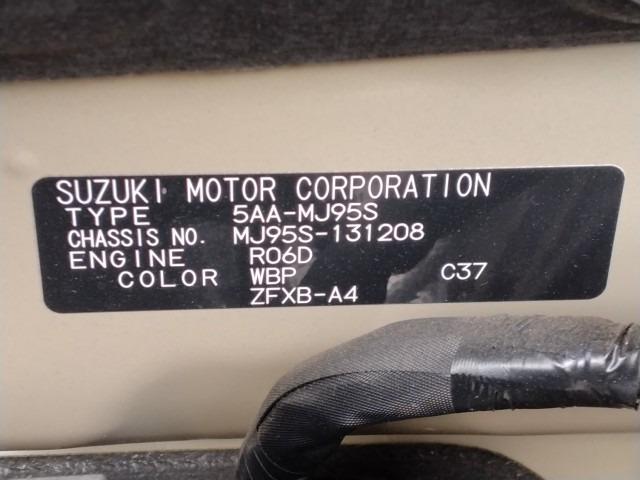 SUZUKI MOTOR CORPORATION
TYPE 5AA-MJ95S
CHASSIS NO. MJ95S-131208
ENGINE R06D
COLOR WBP C37
ZFXB-A4